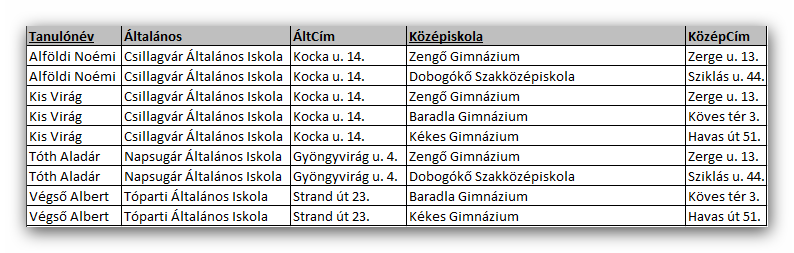 Tanulónév Általános ÁltCím Középiskola KözépCím
Alföldi Noémi Csillagvár Általános Iskola Kocka u. 14. Zengő Gimnázium Zerge u. 13.
Alföldi Noémi Csillagvár Általános Iskola Kocka u. 14. Dobogókő Szakközépiskola Sziklás u. 44.
Kis Virág Csillagvár Általános Iskola Kocka u. 14. Zengő Gimnázium Zerge u. 13.
Kis Virág Csillagvár Általános Iskola Kocka u. 14. Baradla Gimnázium Köves tér 3.
Kis Virág Csillagvár Általános Iskola Kocka u. 14. Kékes Gimnázium Havas út 51.
Tóth Aladár Napsugár Általános Iskola Gyöngyvirág u. 4. Zengő Gimnázium Zerge u. 13.
Tóth Aladár Napsugár Általános Iskola Gyöngyvirág u. 4. Dobogókő Szakközépiskola Sziklás u. 44.
Végső Albert Tóparti Általános Iskola Strand út 23. Baradla Gimnázium Köves tér 3.
Végső Albert Tóparti Általános Iskola Strand út 23. Kékes Gimnázium Havas út 51.